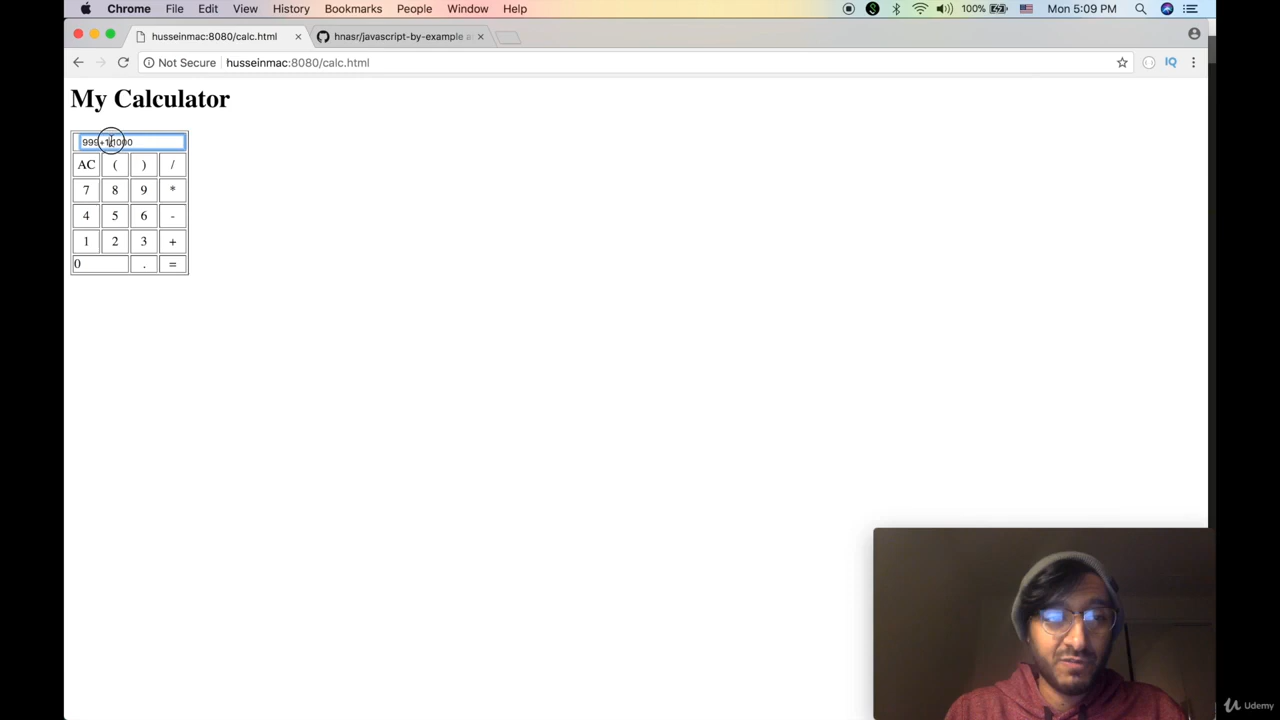 Chrome File Edit View History Bookmarks People Window Help 100% Mon 5:09 PM
husseinmac:8080/calc.html hnasr/javascript-by-example
Not Secure husseinmac:8080/calc.html IQ
My Calculator
AC ( ) /
7 8 9 *
4 5 6 -
1 2 3 +
0 . =
Udemy